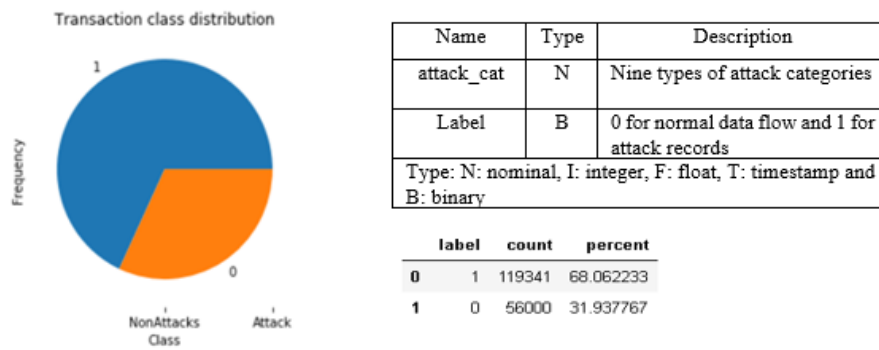 Transaction class distribution
1
Frequency
0
NonAttacks Attack
Class
Name Type Description
attack_cat N Nine types of attack categories
Label B 0 for normal data flow and 1 for
attack records
Type: N: nominal, I: integer, F: float, T: timestamp and
B: binary
label count percent
0 1 119341 68.062233
1 0 56000 31.937767